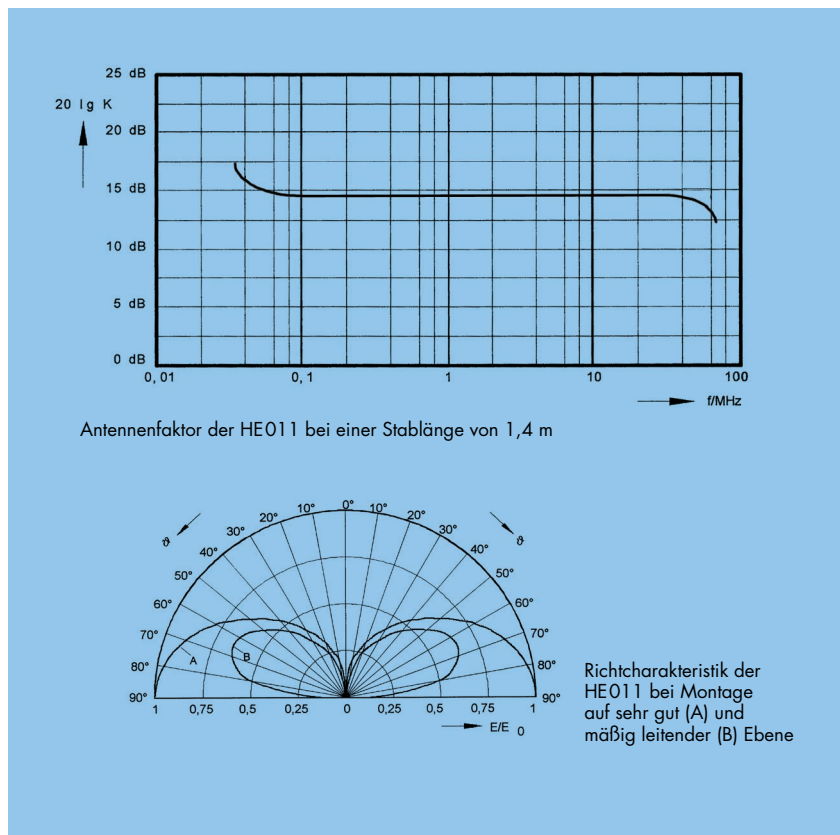 25 dB
20 lg K
20 dB
15 dB
10 dB
5 dB
0 dB
0,01 0,1 1 10 100
f/MHz
Antennenfaktor der HE011 bei einer Stablänge von 1,4 m
0°
10° 10°
20° 20°
30° 30°
ϑ ϑ
40° 40°
50° 50°
60° 60°
70° 70°
A B
80° 80°
90° 90°
1 0,75 0,5 0,25 0 0,25 0,5 0,75 1
E/E 0
Richtcharakteristik der
HE011 bei Montage
auf sehr gut (A) und
mäßig leitender (B) Ebene